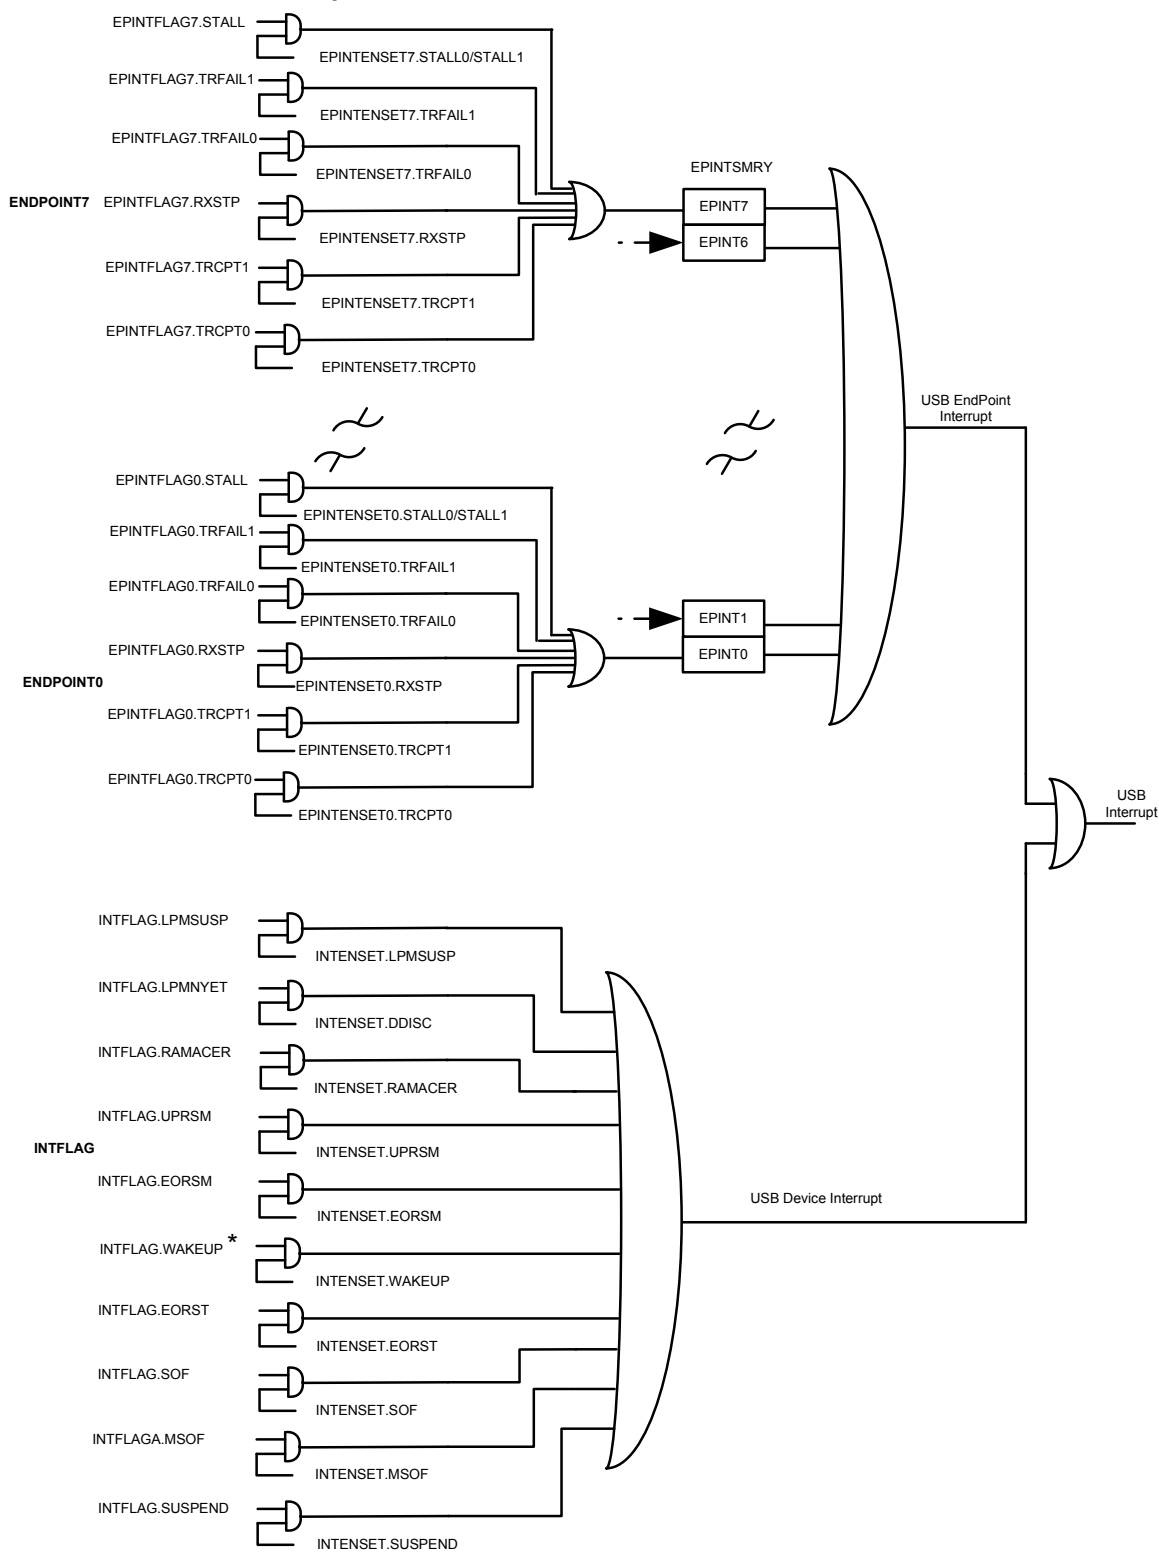 EPINTFLAG7.STALL
EPINTENSET7.STALL0/STALL1
EPINTFLAG7.TRFAIL1
EPINTENSET7.TRFAIL1
EPINTFLAG7.TRFAIL0
EPINTENSET7.TRFAIL0
ENDPOINT7
EPINTFLAG7.RXSTP
EPINTENSET7.RXSTP
EPINTFLAG7.TRCPT1
EPINTENSET7.TRCPT1
EPINTFLAG7.TRCPT0
EPINTENSET7.TRCPT0
EPINTSMRY
EPINT7
EPINT6
USB EndPoint
Interrupt
EPINTFLAG0.STALL
EPINTENSET0.STALL0/STALL1
EPINTFLAG0.TRFAIL1
EPINTENSET0.TRFAIL1
EPINTFLAG0.TRFAIL0
EPINTENSET0.TRFAIL0
EPINTFLAG0.RXSTP
EPINTENSET0.RXSTP
ENDPOINT0
EPINTFLAG0.TRCPT1
EPINTENSET0.TRCPT1
EPINTFLAG0.TRCPT0
EPINTENSET0.TRCPT0
EPINT1
EPINT0
USB
Interrupt
INTFLAG.LPMSUSP
INTENSET.LPMSUSP
INTFLAG.LPMNYET
INTENSET.DDISC
INTFLAG.RAMACER
INTENSET.RAMACER
INTFLAG.UPRSM
INTENSET.UPRSM
INTFLAG
INTFLAG.EORSM
INTENSET.EORSM
INTFLAG.WAKEUP *
INTENSET.WAKEUP
INTFLAG.EORST
INTENSET.EORST
INTFLAG.SOF
INTENSET.SOF
INTFLAGA.MSOF
INTENSET.MSOF
INTFLAG.SUSPEND
INTENSET.SUSPEND
USB Device Interrupt